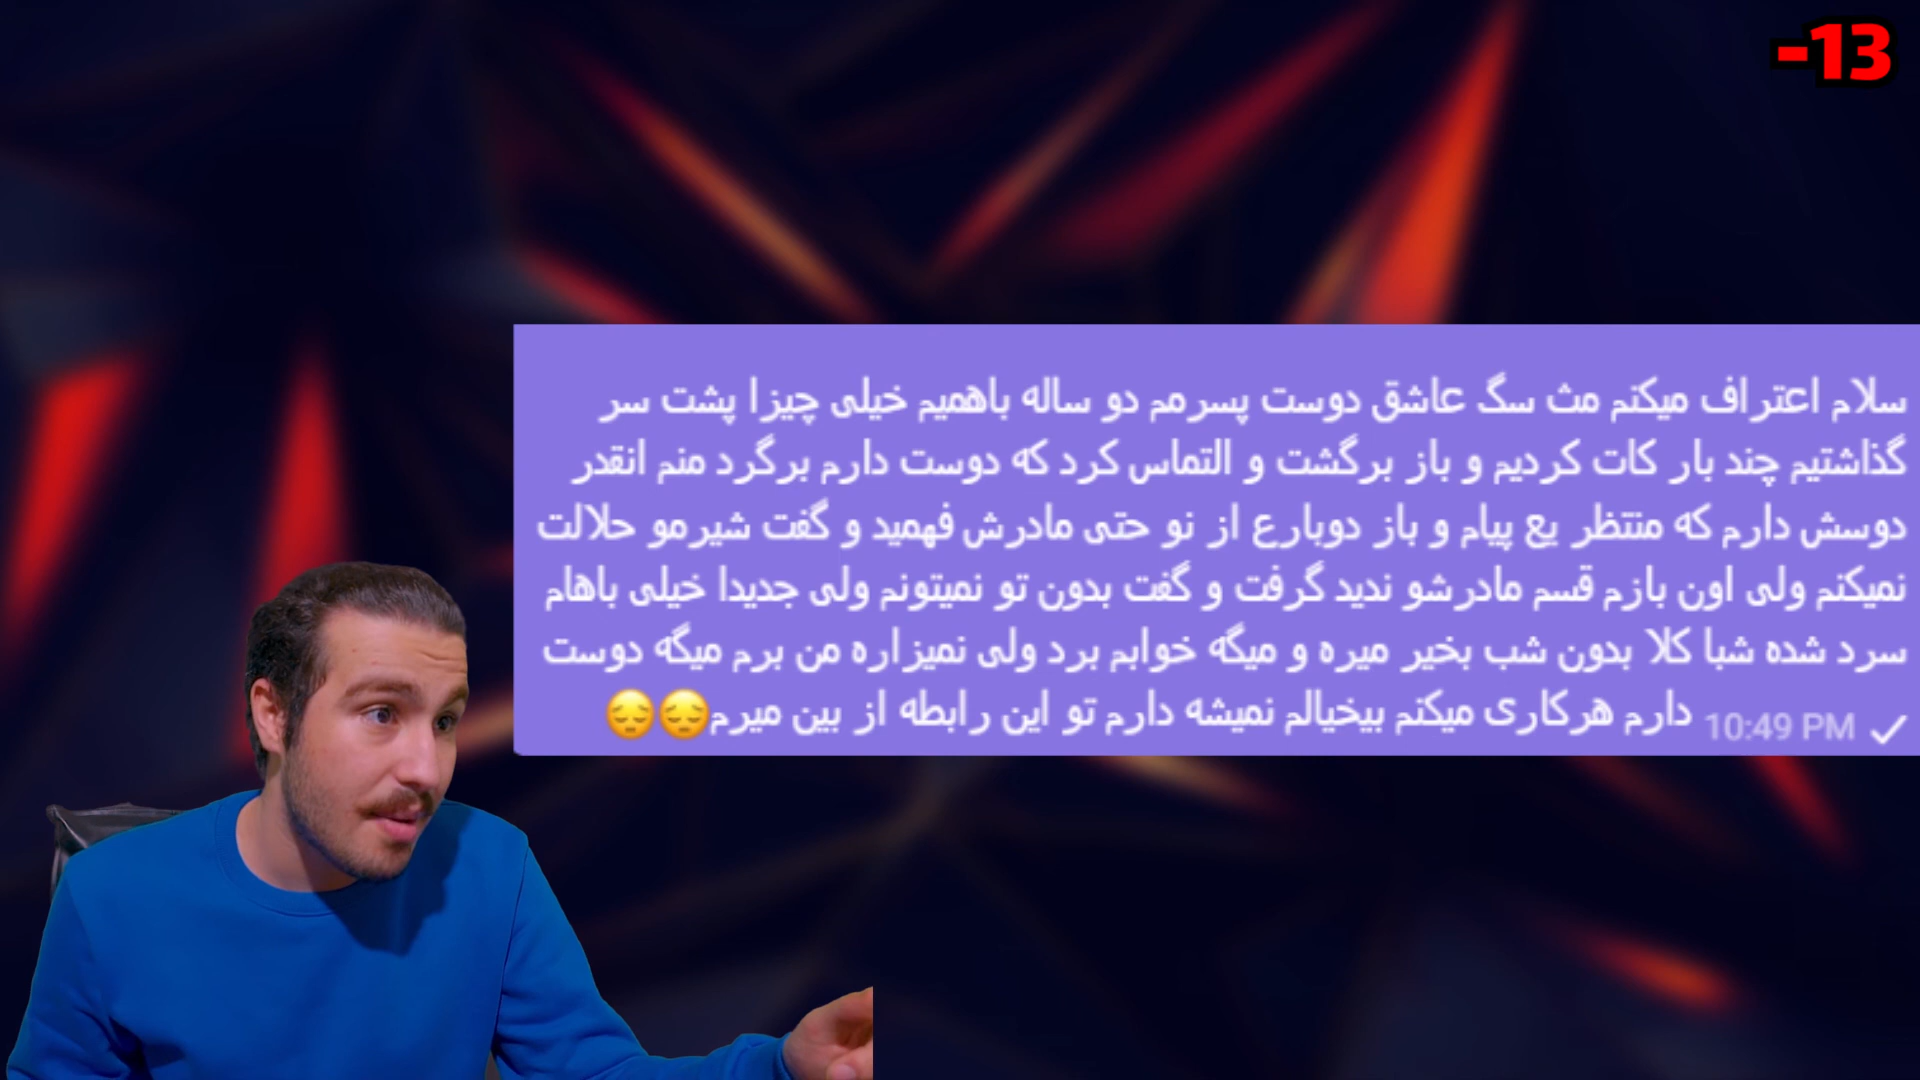 -13
سلام اعتراف میکنم مث سگ عاشق دوست پسرمم دو ساله باهمیم خیلی چیزا پشت سر
گذاشتیم چند بار کات کردیم و باز برگشت و التماس کرد که دوست دارم برگرد منم انقدر
دوسش دارم که منتظر یع پیام و باز دوبارع از نو حتی مادرش فهمید و گفت شیرمو حلالت
نمیکنم ولی اون بازم قسم مادرشو ندید گرفت و گفت بدون تو نمیتونم ولی جدیدا خیلی باهام
سرد شده شبا کلا بدون شب بخیر میره و میگه خوابم برد ولی نمیزاره من برم میگه دوست
دارم هرکاری میکنم بیخیالم نمیشه دارم تو این رابطه از بین میرم😔😔
10:49 PM